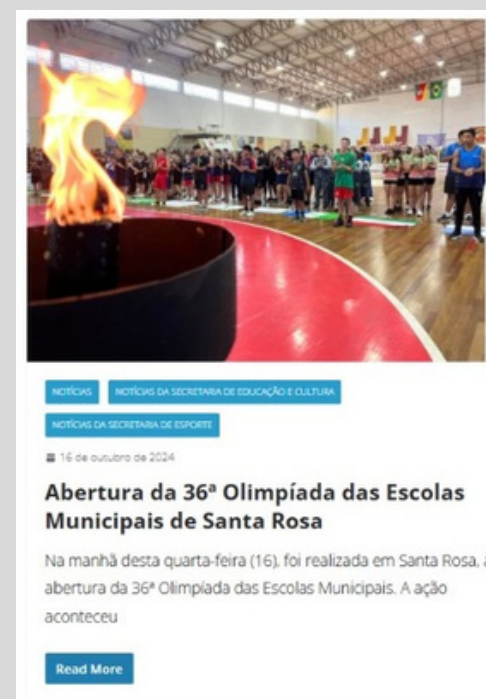 NOTÍCIAS
NOTÍCIAS DA SECRETARIA DE EDUCAÇÃO E CULTURA
NOTÍCIAS DA SECRETARIA DE ESPORTE
16 de outubro de 2024
Abertura da 36ª Olimpíada das Escolas
Municipais de Santa Rosa
Na manhã desta quarta-feira (16), foi realizada em Santa Rosa, a
abertura da 36ª Olimpíada das Escolas Municipais. A ação
aconteceu
Read More